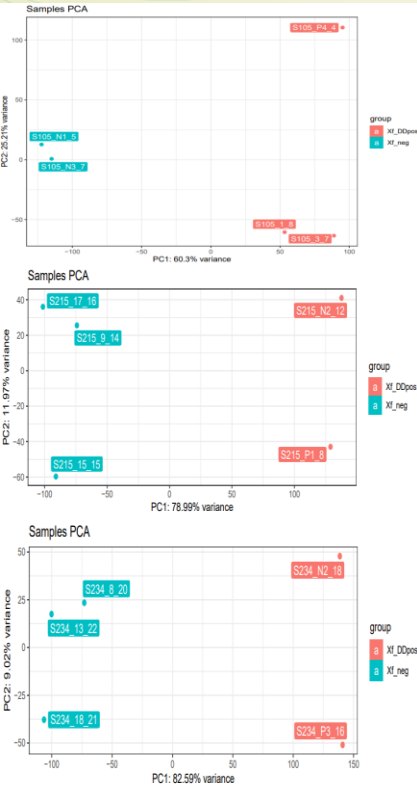 Samples PCA
S105_P4_4
100
S105_N1_5
50
S105_N3_7
0
S105_1_8
S105_3_7
−50
−100 −50 0 50 100
PC1: 60.3% variance
PC2: 25.21% variance
group
a Xf_DDpos
a Xf_neg
Samples PCA
40
S215_17_16
S215_N2_12
20
S215_9_14
0
−20
−40
S215_P1_8
S215_15_15
−60
−100 −50 0 50 100
PC1: 78.99% variance
PC2: 11.97% variance
group
a Xf_DDpos
a Xf_neg
Samples PCA
50
S234_N2_18
S234_8_20
25
S234_13_22
0
−25
S234_18_21
S234_P3_16
−50
−100 −50 0 50 100 150
PC1: 82.59% variance
PC2: 9.02% variance
group
a Xf_DDpos
a Xf_neg